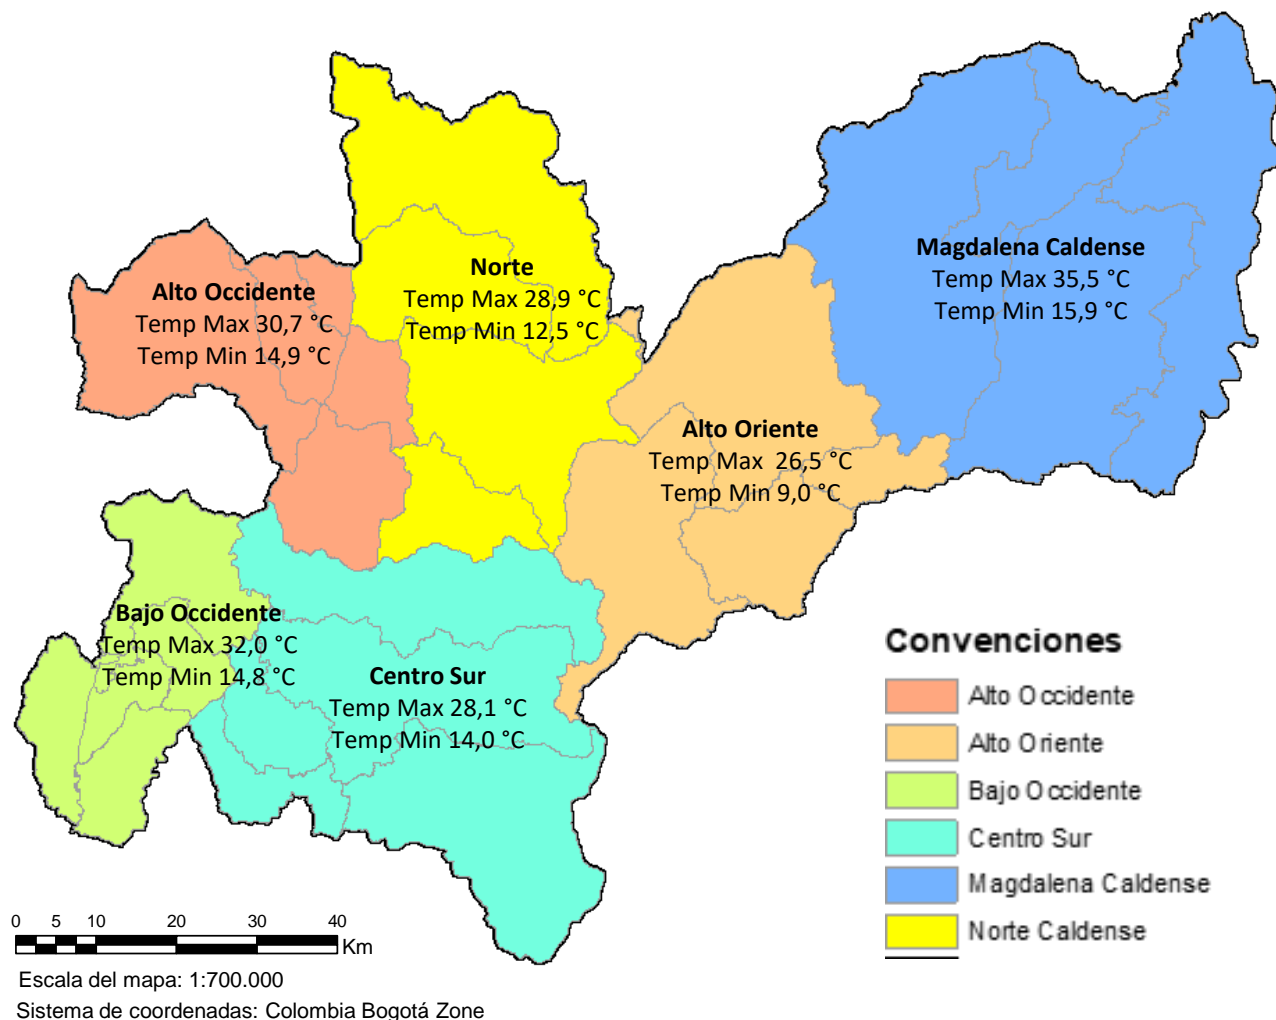 Magdalena Caldense
Temp Max 35,5 °C
Temp Min 15,9 °C
Norte
Temp Max 28,9 °C
Temp Min 12,5 °C
Alto Occidente
Temp Max 30,7 °C
Temp Min 14,9 °C
Alto Oriente
Temp Max 26,5 °C
Temp Min 9,0 °C
Bajo Occidente
Temp Max 32,0 °C
Temp Min 14,8 °C
Centro Sur
Temp Max 28,1 °C
Temp Min 14,0 °C
Convenciones
Alto Occidente
Alto Oriente
Bajo Occidente
Centro Sur
Magdalena Caldense
Norte Caldense
0 5 10 20 30 40
Km
Escala del mapa: 1:700.000
Sistema de coordenadas: Colombia Bogotá Zone